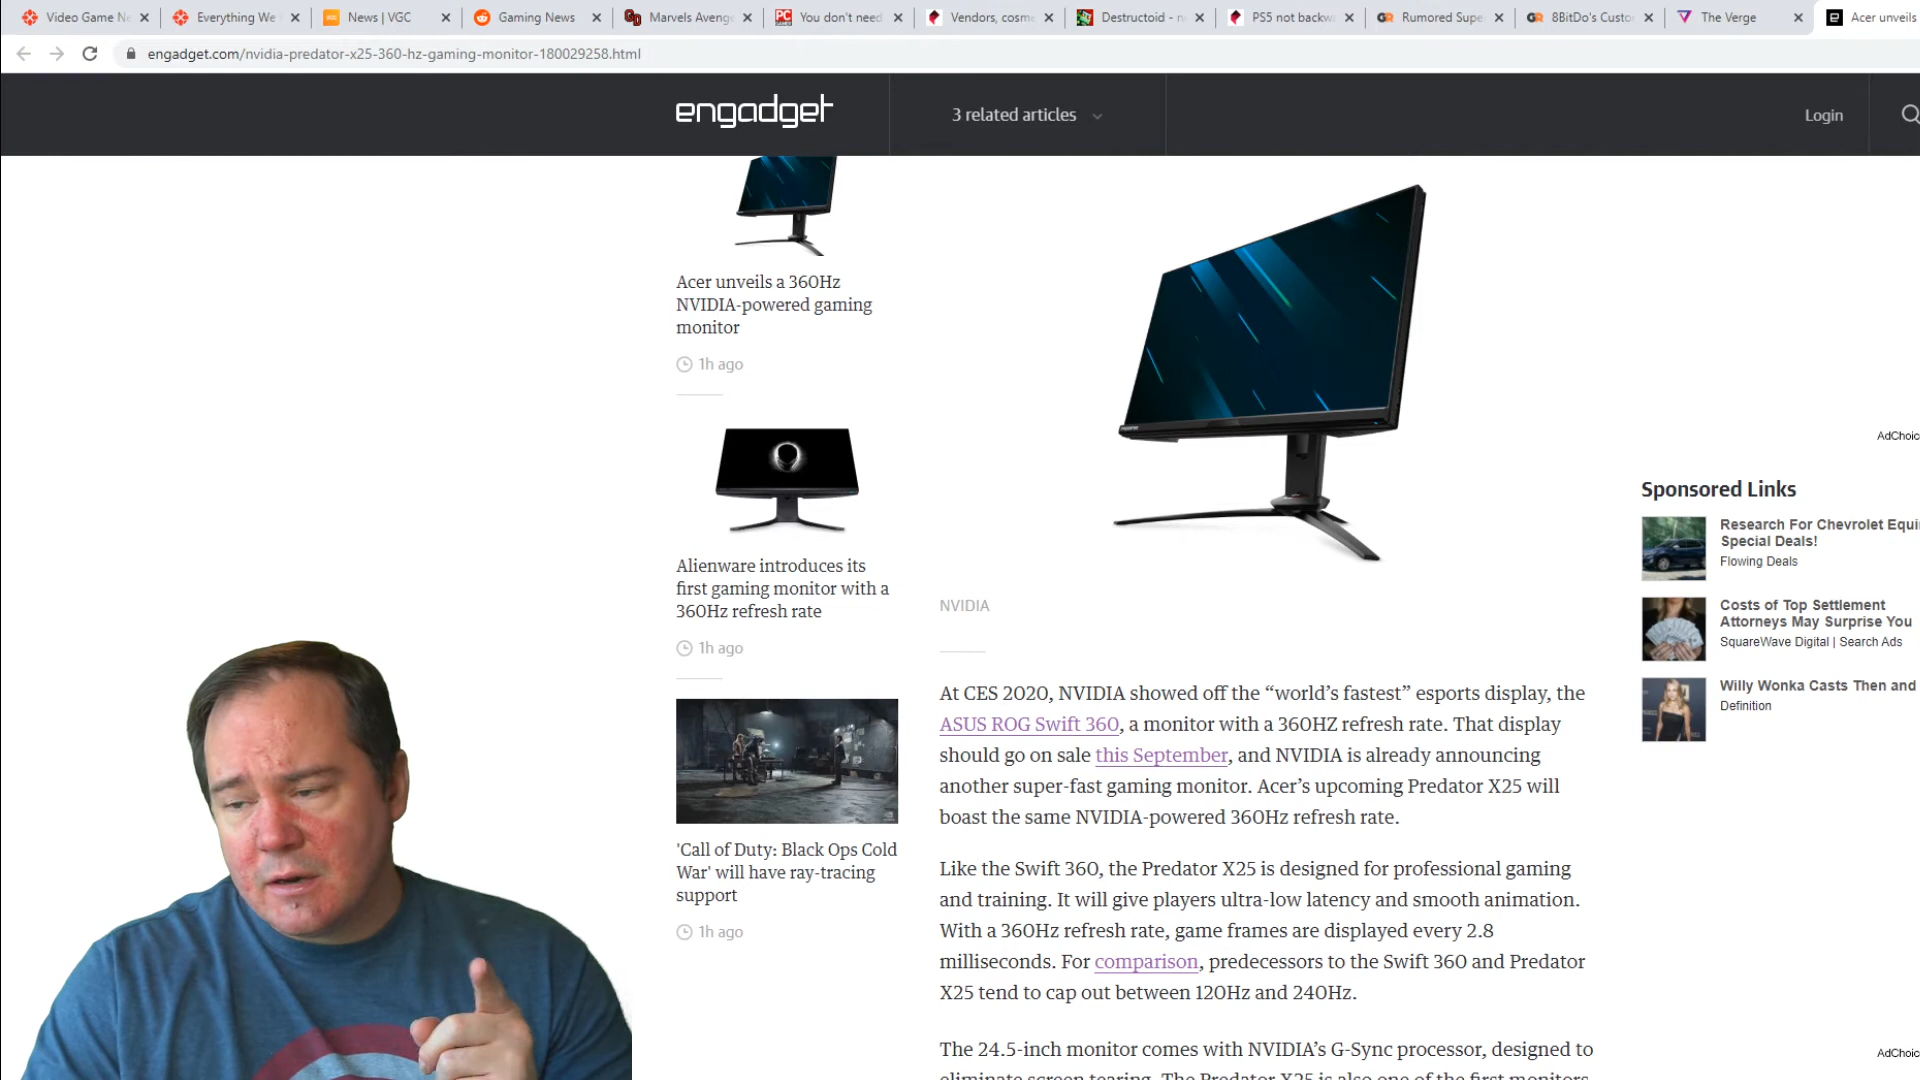 Video Game Ne
Everything We
News | VGC
Gaming News
Marvels Aveng
You don't need
Vendors, cosme
Destructoid - n
PS5 not backw
Rumored Supe
8BitDo's Custo
The Verge
Acer unveils
engadget.com/nvidia-predator-x25-360-hz-gaming-monitor-180029258.html
engadget
3 related articles
Login
Acer unveils a 360Hz
NVIDIA-powered gaming
monitor
1h ago
Alienware introduces its
first gaming monitor with a
360Hz refresh rate
1h ago
'Call of Duty: Black Ops Cold
War' will have ray-tracing
support
1h ago
NVIDIA
At CES 2020, NVIDIA showed off the “world’s fastest” esports display, the
ASUS ROG Swift 360, a monitor with a 360HZ refresh rate. That display
should go on sale this September, and NVIDIA is already announcing
another super-fast gaming monitor. Acer’s upcoming Predator X25 will
boast the same NVIDIA-powered 360Hz refresh rate.
Like the Swift 360, the Predator X25 is designed for professional gaming
and training. It will give players ultra-low latency and smooth animation.
With a 360Hz refresh rate, game frames are displayed every 2.8
milliseconds. For comparison, predecessors to the Swift 360 and Predator
X25 tend to cap out between 120Hz and 240Hz.
The 24.5-inch monitor comes with NVIDIA’s G-Sync processor, designed to
eliminate screen tearing. The Predator X25 is also one of the first monitors
AdChoic
Sponsored Links
Research For Chevrolet Equi
Special Deals!
Flowing Deals
Costs of Top Settlement
Attorneys May Surprise You
SquareWave Digital | Search Ads
Willy Wonka Casts Then and
Definition
AdChoic